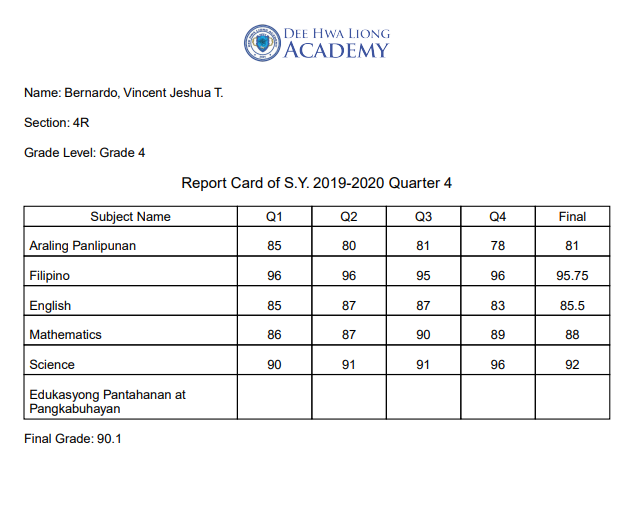 DEE HWA LIONG
ACADEMY
Name: Bernardo, Vincent Jeshua T.
Section: 4R
Grade Level: Grade 4
Report Card of S.Y. 2019-2020 Quarter 4
Subject Name Q1 Q2 Q3 Q4 Final
Araling Panlipunan 85 80 81 78 81
Filipino 96 96 95 96 95.75
English 85 87 87 83 85.5
Mathematics 86 87 90 89 88
Science 90 91 91 96 92
Edukasyong Pantahanan at
Pangkabuhayan
Final Grade: 90.1